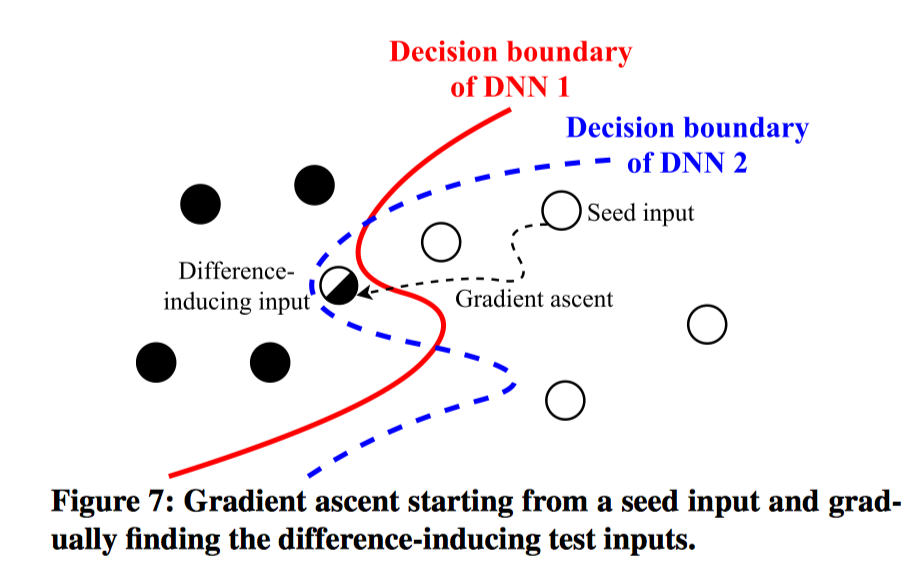 Decision boundary
of DNN 1
Decision boundary
of DNN 2
Seed input
Difference-
inducing input
Gradient ascent
Figure 7: Gradient ascent starting from a seed input and grad-
ually finding the difference-inducing test inputs.